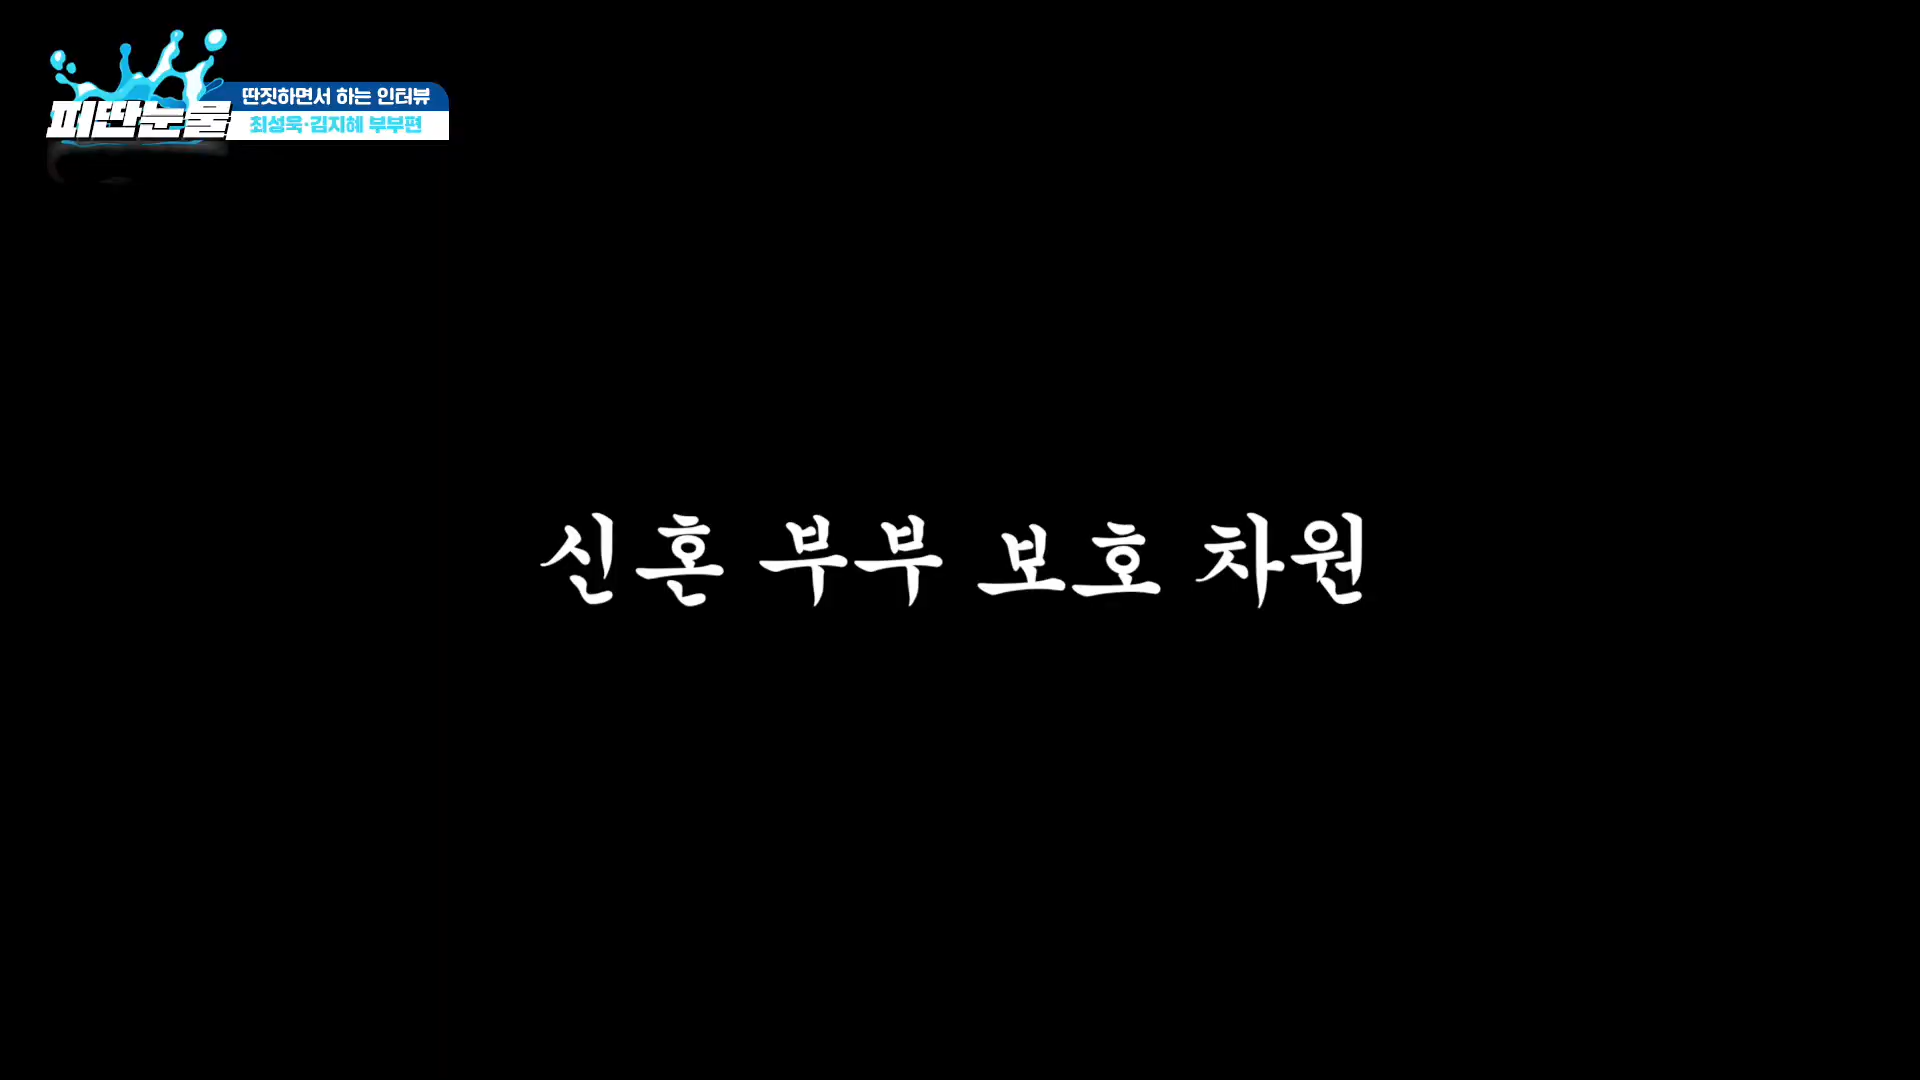 피딴눈물
딴짓하면서 하는 인터뷰
최성욱·김지혜 부부편
신혼 부부 보호 차원